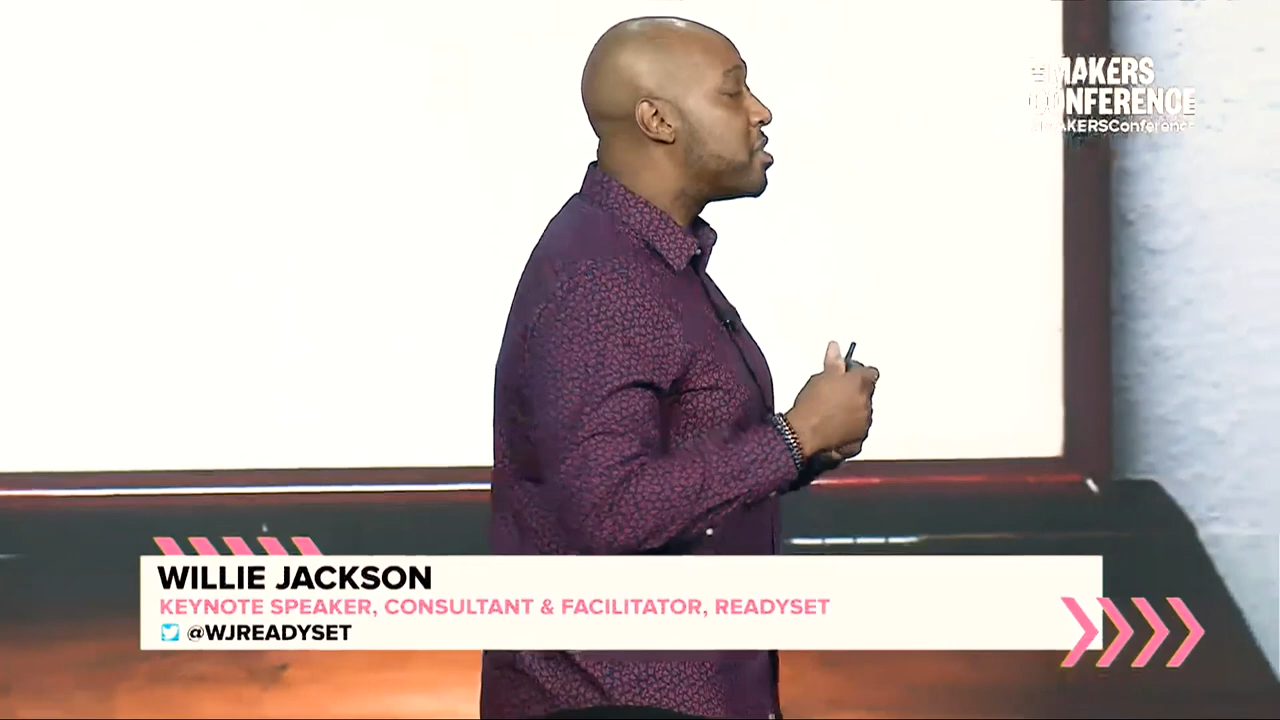 MAKERS
CONFERENCE
WILLIE JACKSON
KEYNOTE SPEAKER, CONSULTANT & FACILITATOR, READYSET
@WJREADYSET